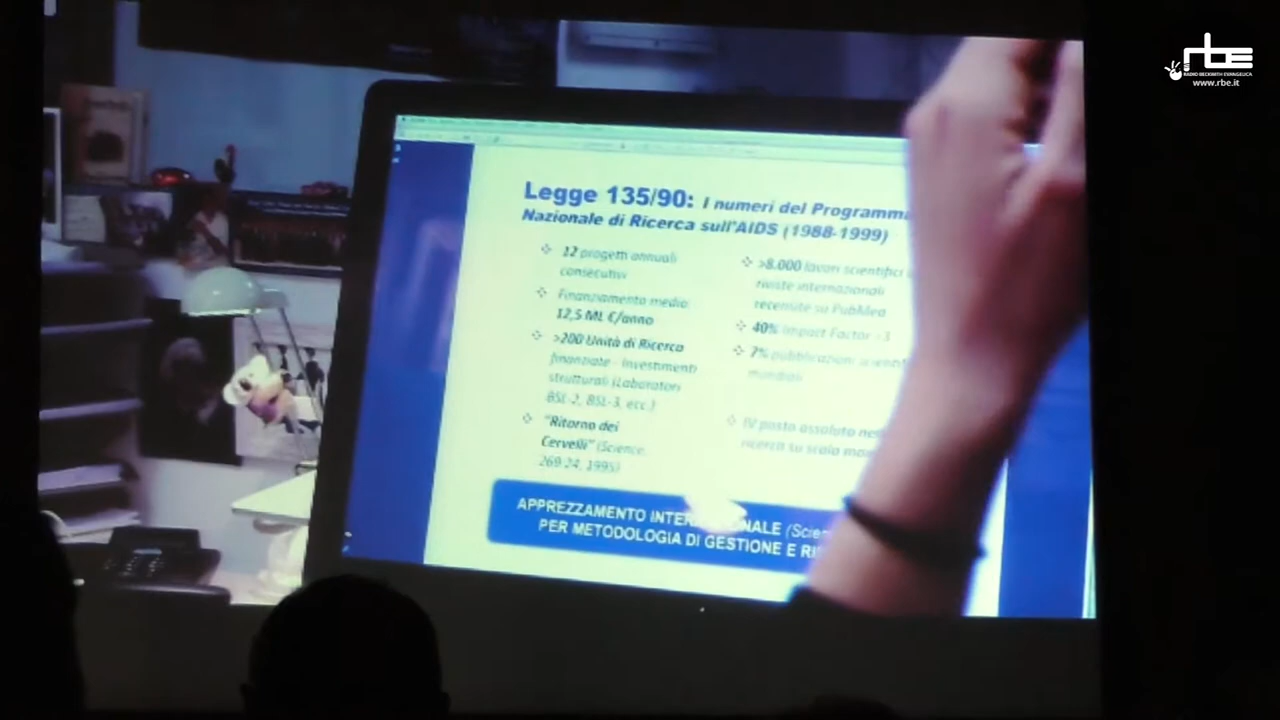 rbe
RADIO BECKWITH EVANGELICA
www.rbe.it
Legge 135/90: I numeri del Programma
Nazionale di Ricerca sull'AIDS (1988-1999)
12 progetti annuali
consecutivi
Finanziamento medio:
12,5 ML €/anno
>200 Unità di Ricerca
finanziate - Investimenti
strutturali (Laboratori
BSL-2, BSL-3, ecc.)
"Ritorno dei
Cervelli" (Science,
269:24, 1995)
>8.000 lavori scientifici
riviste internazionali
recensite su PubMed
40% Impact Factor >3
7% pubblicazioni
mondiali
IV posto assoluto
ricerca su scala
APPREZZAMENTO
PER METODOLOGIA DI GESTIONE E